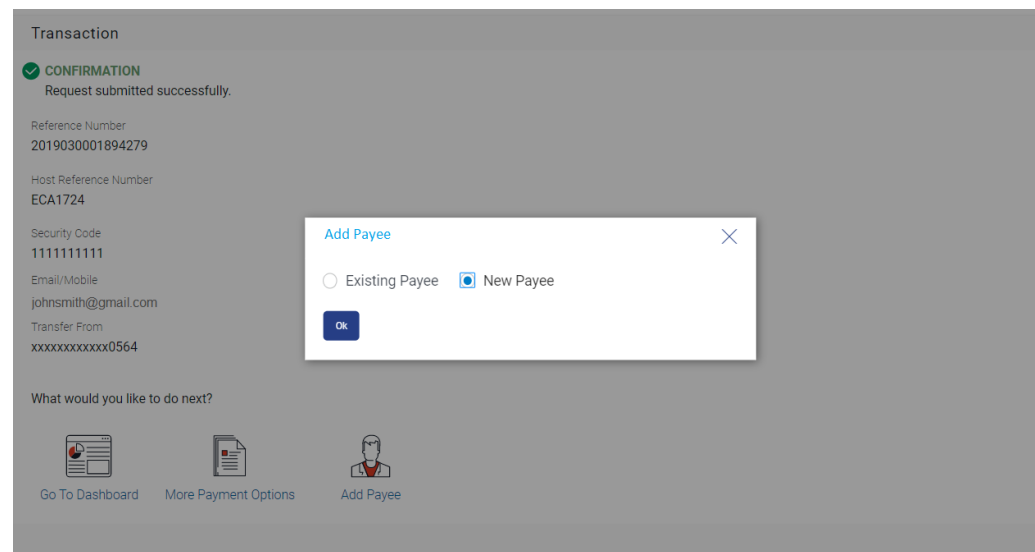 Transaction
CONFIRMATION
Request submitted successfully.
Reference Number
2019030001894279
Host Reference Number
ECA1724
Security Code
1111111111
Email/Mobile
johnsmith@gmail.com
Transfer From
xxxxxxxxxxxx0564
Add Payee
Existing Payee New Payee
Ok
What would you like to do next?
Go To Dashboard More Payment Options Add Payee